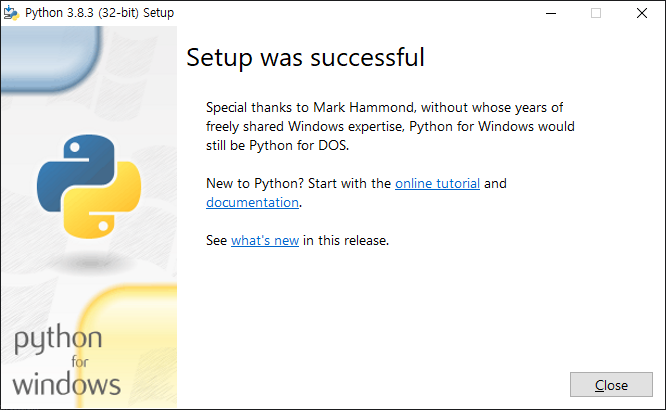 Python 3.8.3 (32-bit) Setup
Setup was successful
Special thanks to Mark Hammond, without whose years of
freely shared Windows expertise, Python for Windows would
still be Python for DOS.
New to Python? Start with the online tutorial and
documentation.
See what's new in this release.
python
for
windows
Close